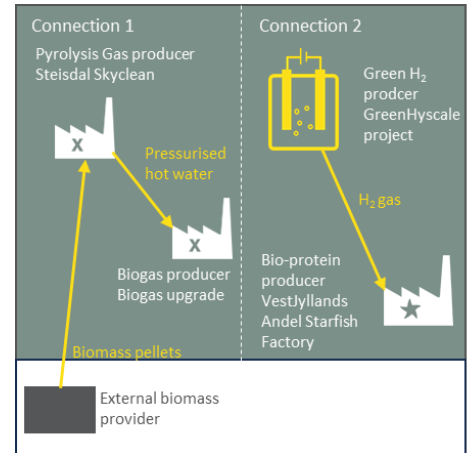 Connection 1
Pyrolysis Gas producer
Steisdal Skyclean
X
Pressurised
hot water
X
Biogas producer
Biogas upgrade
Biomass pellets
External biomass
provider
Connection 2
Green H₂
prodcer
GreenHyscale
project
H₂ gas
Bio-protein
producer
VestJyllands
Andel Starfish
Factory